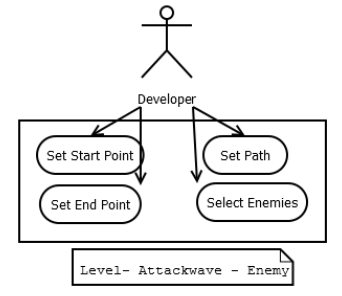 Developer
Set Start Point
Set Path
Set End Point
Select Enemies
Level- Attackwave - Enemy